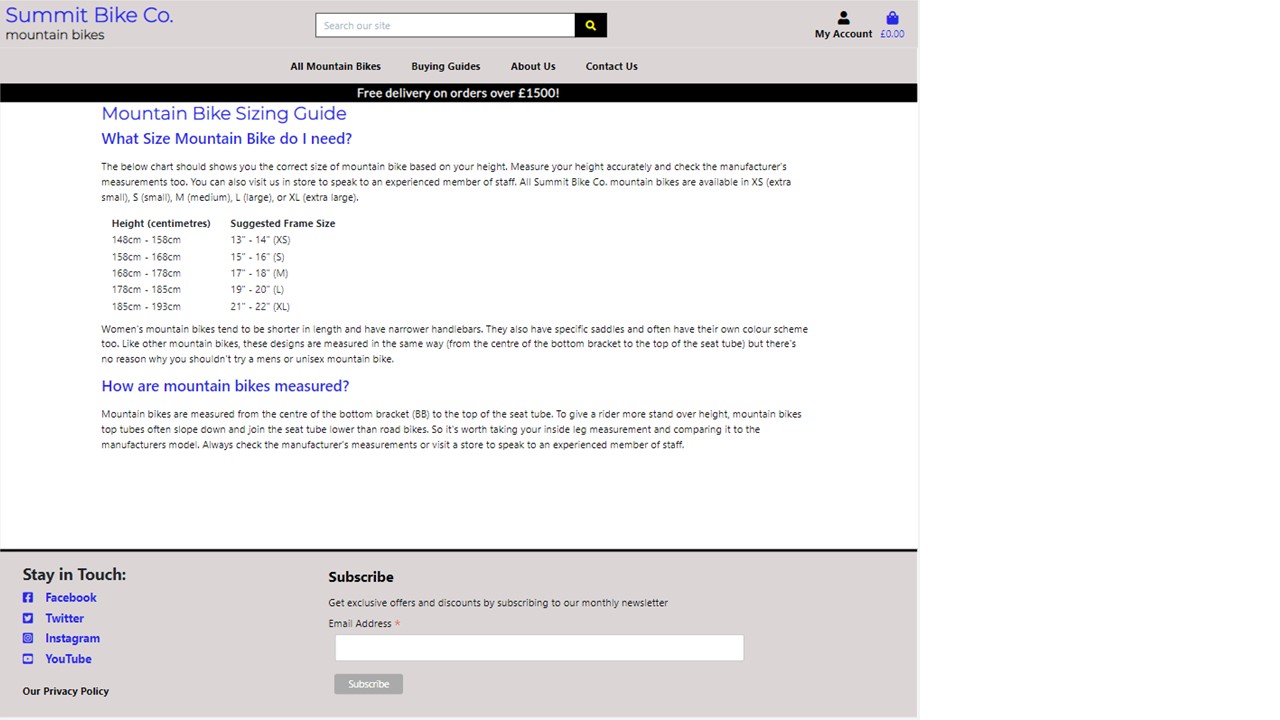 Summit Bike Co.
mountain bikes
Search our site
My Account
£0.00
All Mountain Bikes Buying Guides About Us Contact Us
Free delivery on orders over £1500!
Mountain Bike Sizing Guide
What Size Mountain Bike do I need?
The below chart should shows you the correct size of mountain bike based on your height. Measure your height accurately and check the manufacturer's
measurements too. You can also visit us in store to speak to an experienced member of staff. All Summit Bike Co. mountain bikes are available in XS (extra
small), S (small), M (medium), L (large), or XL (extra large).
Height (centimetres) Suggested Frame Size
148cm - 158cm 13" - 14" (XS)
158cm - 168cm 15" - 16" (S)
168cm - 178cm 17" - 18" (M)
178cm - 185cm 19" - 20" (L)
185cm - 193cm 21" - 22" (XL)
Women's mountain bikes tend to be shorter in length and have narrower handlebars. They also have specific saddles and often have their own colour scheme
too. Like other mountain bikes, these designs are measured in the same way (from the centre of the bottom bracket to the top of the seat tube) but there's
no reason why you shouldn't try a mens or unisex mountain bike.
How are mountain bikes measured?
Mountain bikes are measured from the centre of the bottom bracket (BB) to the top of the seat tube. To give a rider more stand over height, mountain bikes
top tubes often slope down and join the seat tube lower than road bikes. So it's worth taking your inside leg measurement and comparing it to the
manufacturers model. Always check the manufacturer's measurements or visit a store to speak to an experienced member of staff.
Stay in Touch:
Facebook
Twitter
Instagram
YouTube
Our Privacy Policy
Subscribe
Get exclusive offers and discounts by subscribing to our monthly newsletter
Email Address *
Subscribe